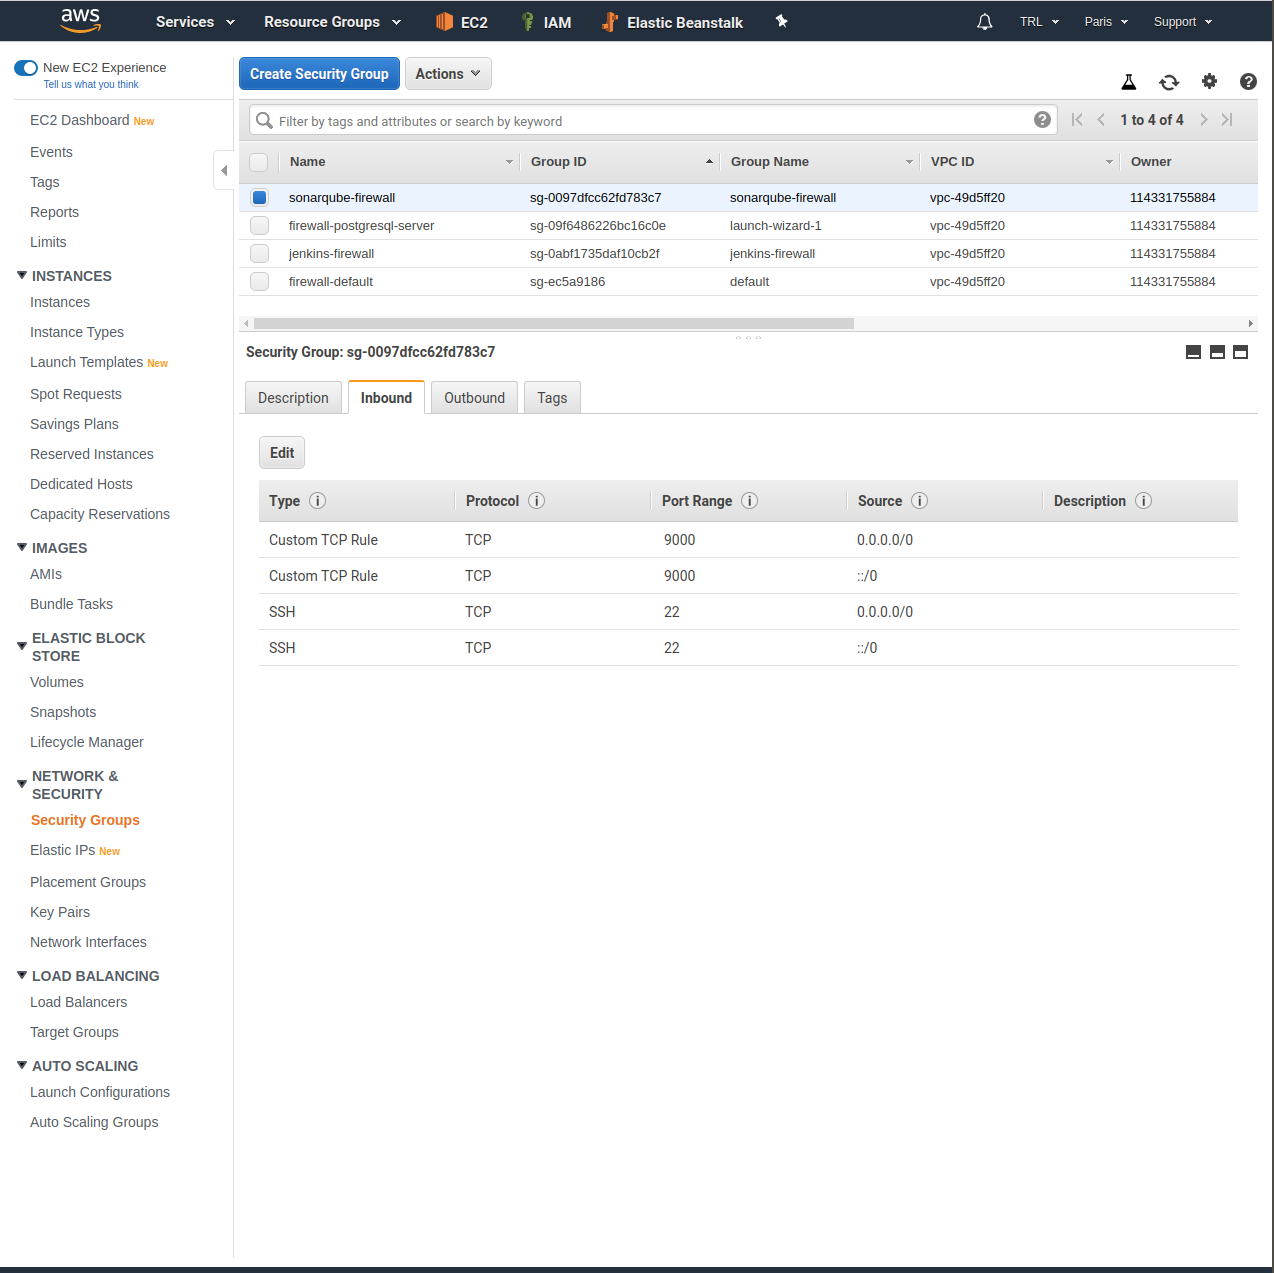 aws Services Resource Groups EC2 IAM Elastic Beanstalk TRL Paris Support
New EC2 Experience
Tell us what you think
EC2 Dashboard New
Events
Tags
Reports
Limits
INSTANCES
Instances
Instance Types
Launch Templates New
Spot Requests
Savings Plans
Reserved Instances
Dedicated Hosts
Capacity Reservations
IMAGES
AMIs
Bundle Tasks
ELASTIC BLOCK
STORE
Volumes
Snapshots
Lifecycle Manager
NETWORK &
SECURITY
Security Groups
Elastic IPs New
Placement Groups
Key Pairs
Network Interfaces
LOAD BALANCING
Load Balancers
Target Groups
AUTO SCALING
Launch Configurations
Auto Scaling Groups
Create Security Group Actions
Filter by tags and attributes or search by keyword 1 to 4 of 4
Name Group ID Group Name VPC ID Owner
sonarqube-firewall sg-0097dfcc62fd783c7 sonarqube-firewall vpc-49d5ff20 114331755884
firewall-postgresql-server sg-09f6486226bc16c0e launch-wizard-1 vpc-49d5ff20 114331755884
jenkins-firewall sg-0abf1735daf10cb2f jenkins-firewall vpc-49d5ff20 114331755884
firewall-default sg-ec5a9186 default vpc-49d5ff20 114331755884
Security Group: sg-0097dfcc62fd783c7
Description Inbound Outbound Tags
Edit
Type Protocol Port Range Source Description
Custom TCP Rule TCP 9000 0.0.0.0/0
Custom TCP Rule TCP 9000 ::/0
SSH TCP 22 0.0.0.0/0
SSH TCP 22 ::/0